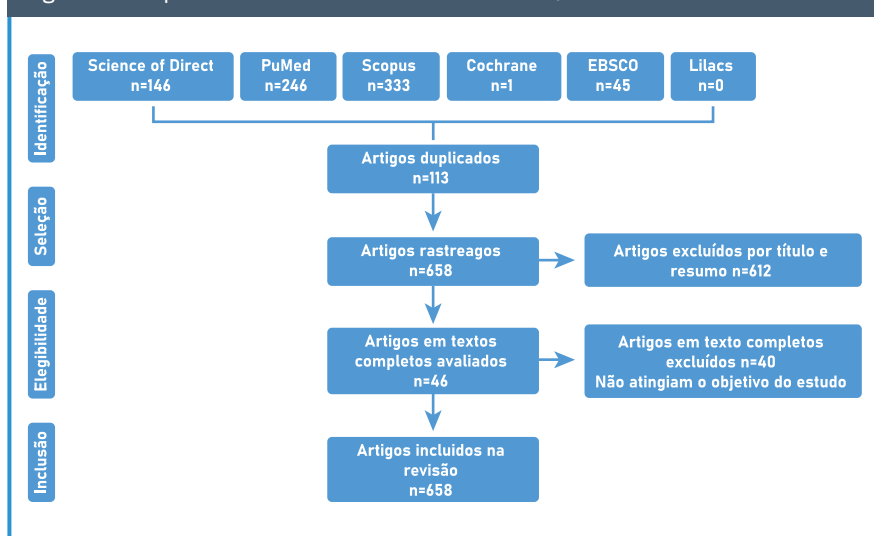 Identificação
Science of Direct
n=146
PuMed
n=246
Scopus
n=333
Cochrane
n=1
EBSCO
n=45
Lilacs
n=0
Artigos duplicados
n=113
Seleção
Artigos rastreagos
n=658
Artigos excluídos por título e
resumo n=612
Elegibilidade
Artigos em textos
completos avaliados
n=46
Artigos em texto completos
excluídos n=40
Não atingiam o objetivo do estudo
Inclusão
Artigos incluidos na
revisão
n=658